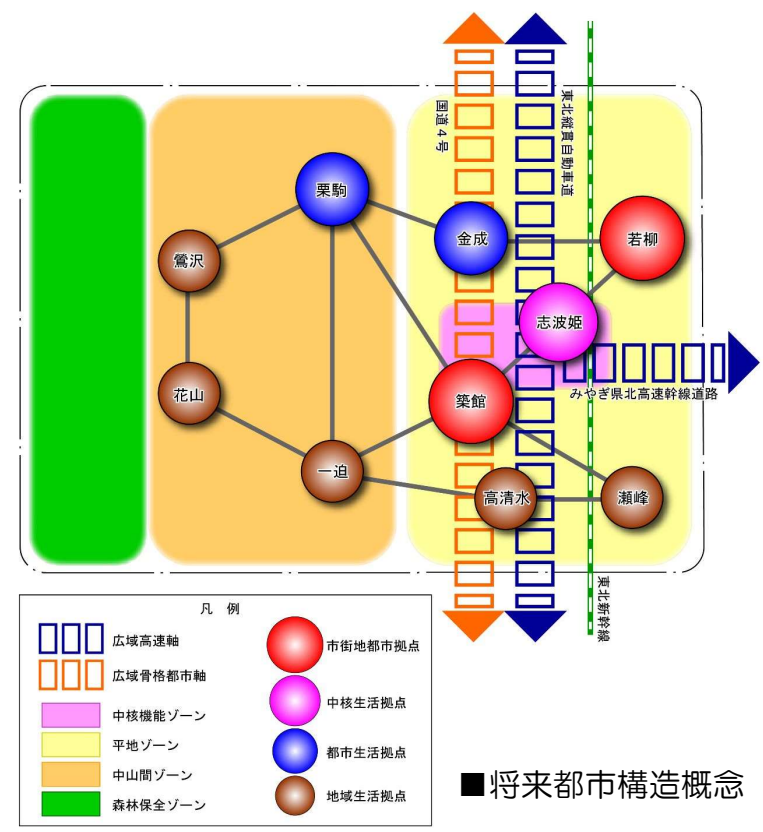 国道4号
東北縦貫自動車道
栗駒
金成
若柳
鶯沢
志波姫
花山
築館
みやぎ県北高速幹線道路
一迫
高清水
瀬峰
東北新幹線
凡 例
広域高速軸
広域骨格都市軸
中核機能ゾーン
平地ゾーン
中山間ゾーン
森林保全ゾーン
市街地都市拠点
中核生活拠点
都市生活拠点
地域生活拠点
■将来都市構造概念